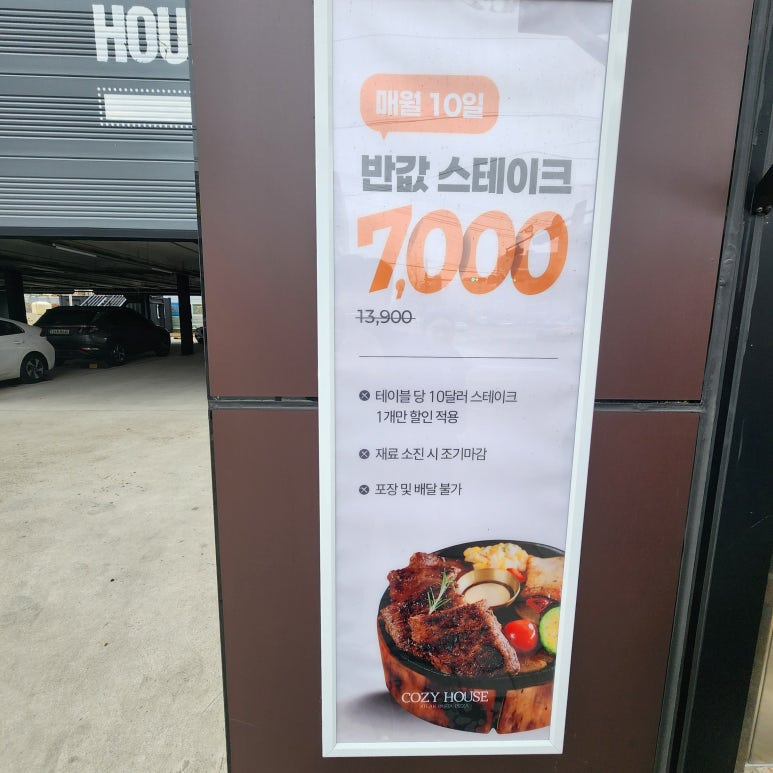 HOU
매월 10일
반값 스테이크
7,000
13,900
테이블 당 10달러 스테이크
1개만 할인 적용
재료 소진 시 조기마감
포장 및 배달 불가
COZY HOUSE